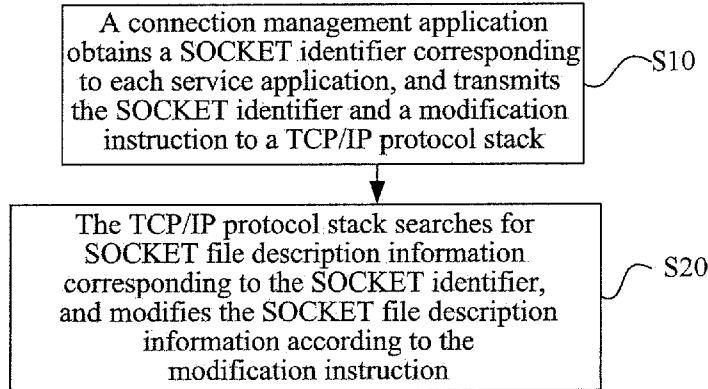 A connection management application
obtains a SOCKET identifier corresponding
to each service application, and transmits
the SOCKET identifier and a modification
instruction to a TCP/IP protocol stack
S10
The TCP/IP protocol stack searches for
SOCKET file description information
corresponding to the SOCKET identifier,
and modifies the SOCKET file description
information according to the
modification instruction
S20